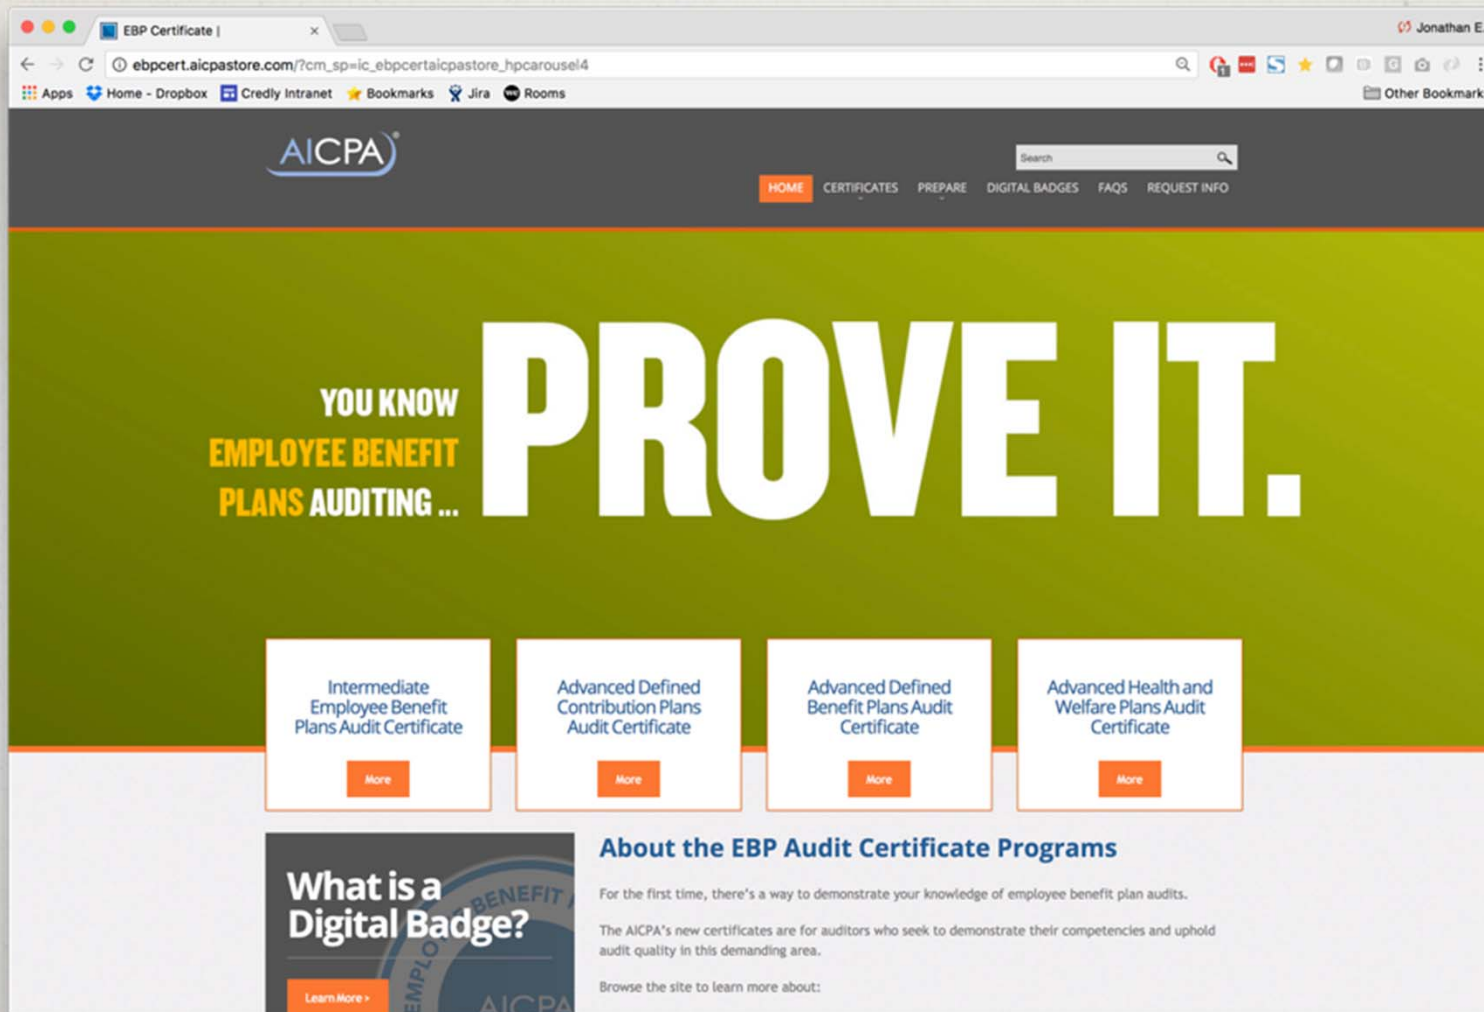 EBP Certificate |
Jonathan E.
ebpcert.aicpastore.com/?cm_sp=ic_ebpcertaicpastore_hpcarousel4
Apps Home - Dropbox Credly Intranet Bookmarks Jira Rooms Other Bookmark
AICPA
Search
HOME CERTIFICATES PREPARE DIGITAL BADGES FAQS REQUEST INFO
YOU KNOW
EMPLOYEE BENEFIT
PLANS AUDITING ...
PROVE IT.
Intermediate
Employee Benefit
Plans Audit Certificate
More
Advanced Defined
Contribution Plans
Audit Certificate
More
Advanced Defined
Benefit Plans Audit
Certificate
More
Advanced Health and
Welfare Plans Audit
Certificate
More
What is a
Digital Badge?
Learn More >
EMPLOYEE BENEFIT
AICPA
About the EBP Audit Certificate Programs
For the first time, there's a way to demonstrate your knowledge of employee benefit plan audits.
The AICPA's new certificates are for auditors who seek to demonstrate their competencies and uphold
audit quality in this demanding area.
Browse the site to learn more about: